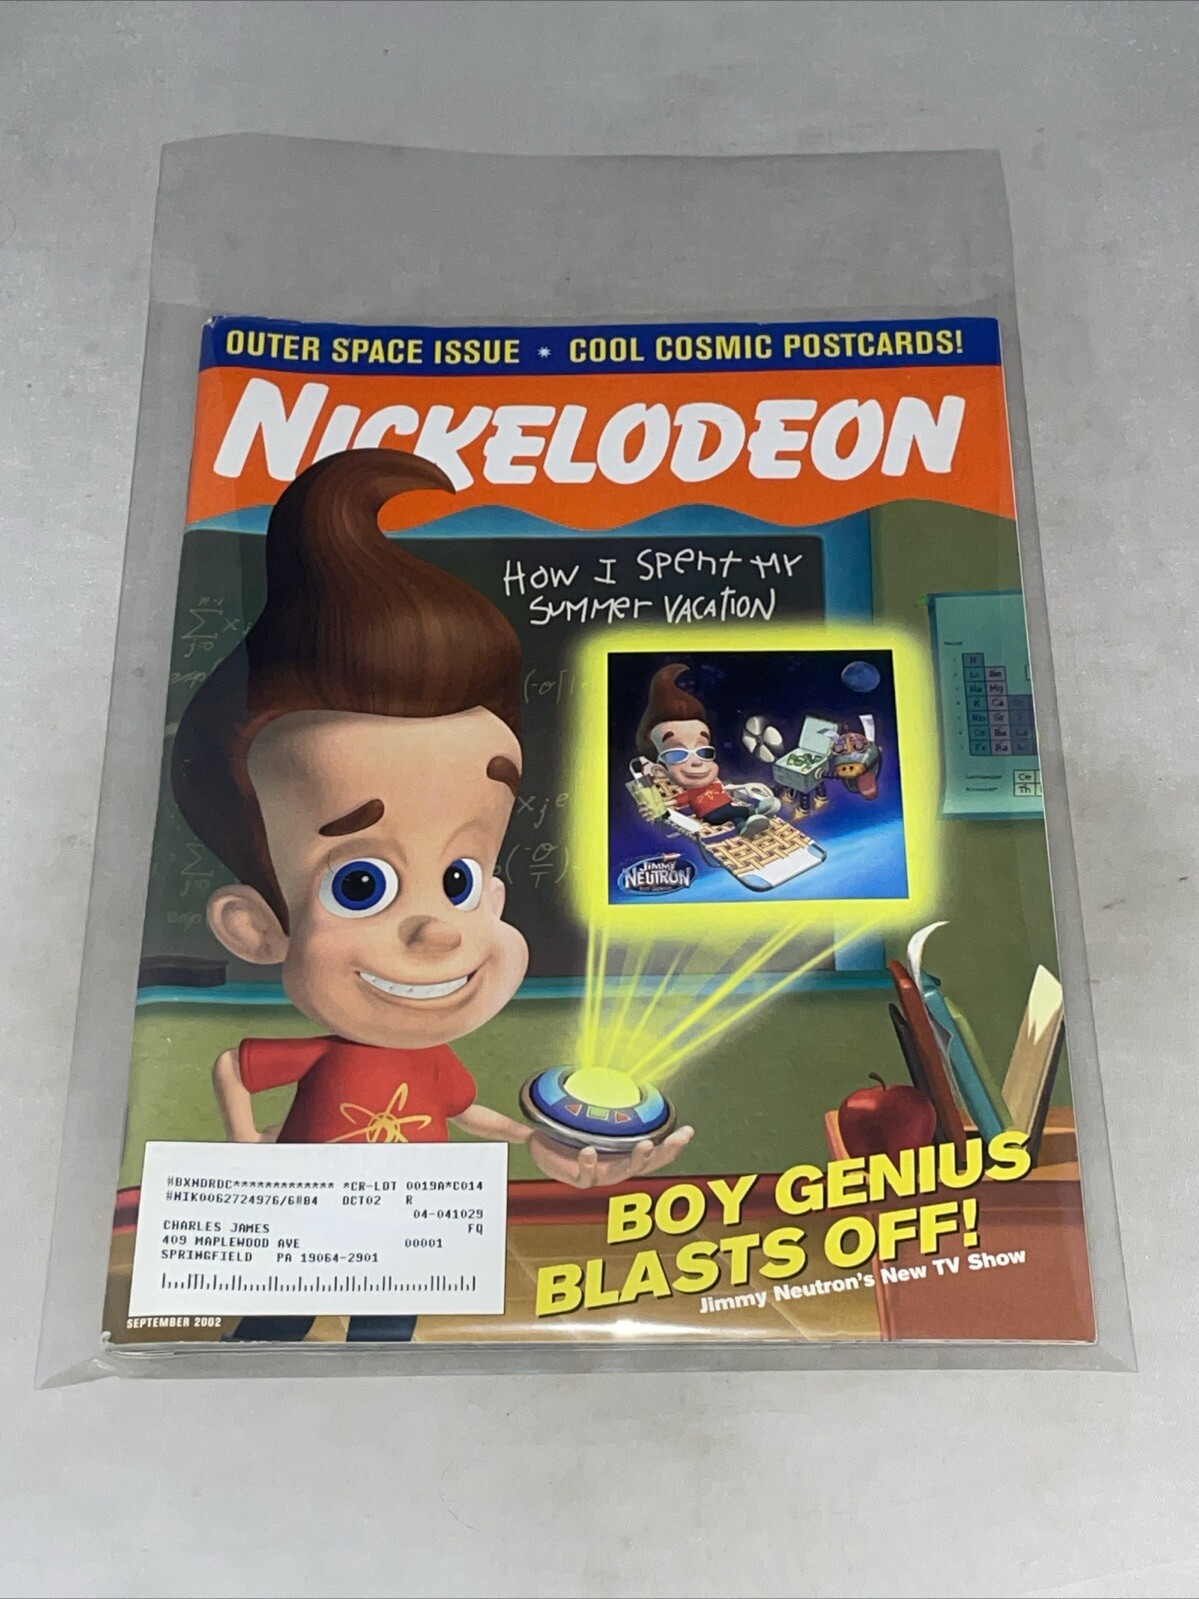 OUTER SPACE ISSUE * COOL COSMIC POSTCARDS!
NICKELODEON
HOW I SPENT MY
SUMMER VACATION
JIMMY
NEUTRON
BOY GENIUS
#BXNDRDC************* *CR-LOT 0019A*C014
#NIK0062724976/6#84 OCT02 R
04-041029
CHARLES JAMES FQ
409 MAPLEWOOD AVE 00001
SPRINGFIELD PA 19064-2901
BOY GENIUS
BLASTS OFF!
Jimmy Neutron's New TV Show
SEPTEMBER 2002